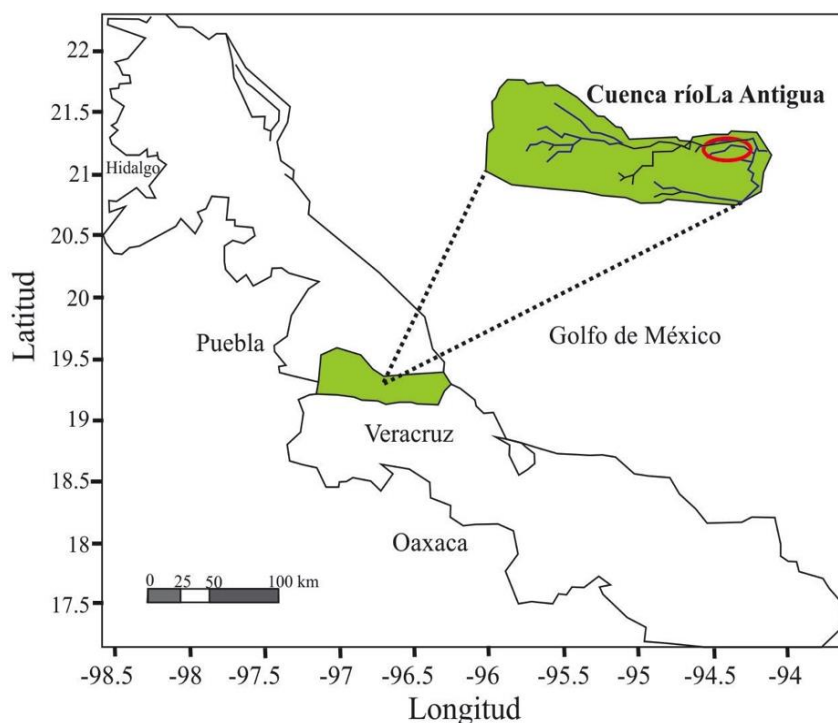 22
21.5
21
20.5
20
19.5
19
18.5
18
17.5
Latitud
Cuenca ríoLa Antigua
Hidalgo
Puebla
Golfo de México
Veracruz
Oaxaca
0 25 50 100 km
-98.5 -98 -97.5 -97 -96.5 -96 -95.5 -95 -94.5 -94
Longitud